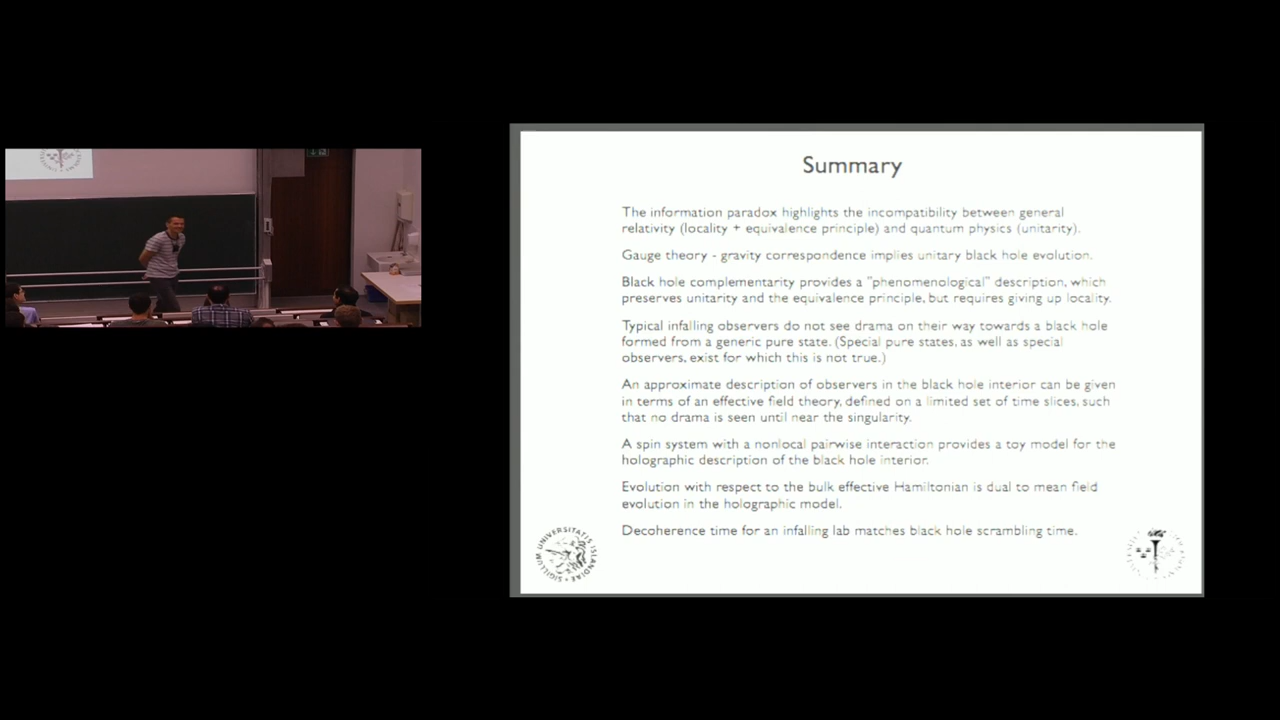 Summary
The information paradox highlights the incompatibility between general
relativity (locality + equivalence principle) and quantum physics (unitarity).
Gauge theory - gravity correspondence implies unitary black hole evolution.
Black hole complementarity provides a "phenomenological" description, which
preserves unitarity and the equivalence principle, but requires giving up locality.
Typical infalling observers do not see drama on their way towards a black hole
formed from a generic pure state. (Special pure states, as well as special
observers, exist for which this is not true.)
An approximate description of observers in the black hole interior can be given
in terms of an effective field theory, defined on a limited set of time slices, such
that no drama is seen until near the singularity.
A spin system with a nonlocal pairwise interaction provides a toy model for the
holographic description of the black hole interior.
Evolution with respect to the bulk effective Hamiltonian is dual to mean field
evolution in the holographic model.
Decoherence time for an infalling lab matches black hole scrambling time.
SIGILLUM UNIVERSITATIS ISLANDIAE